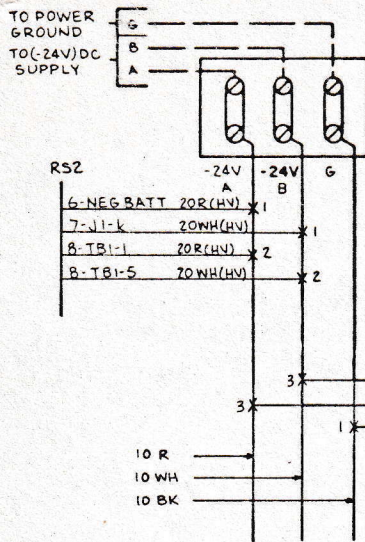 TO POWER
GROUND
G
B
TO(-24V)DC
SUPPLY
A
RS2
-24V
A
-24V
B
G
6-NEG BATT 20R(HV) 1
7-J1-k 20WH(HV) 1
8-TB1-1 20R(HV) 2
8-TB1-5 20WH(HV) 2
3
3
1
10 R
10 WH
10 BK